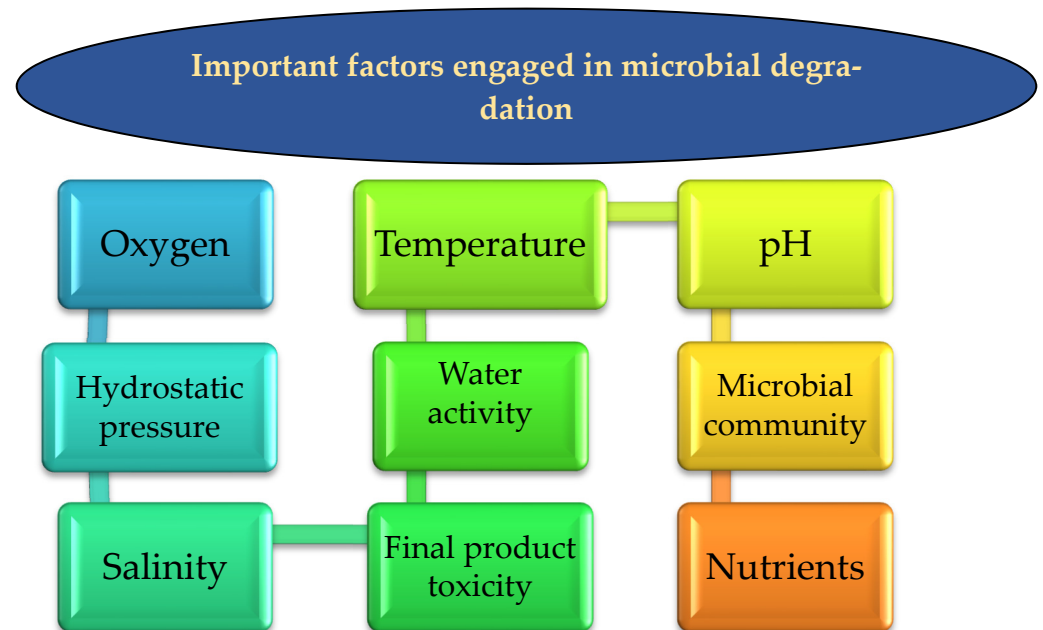 Important factors engaged in microbial degra-
dation
Oxygen
Hydrostatic
pressure
Salinity
Final product
toxicity
Water
activity
Temperature
pH
Microbial
community
Nutrients